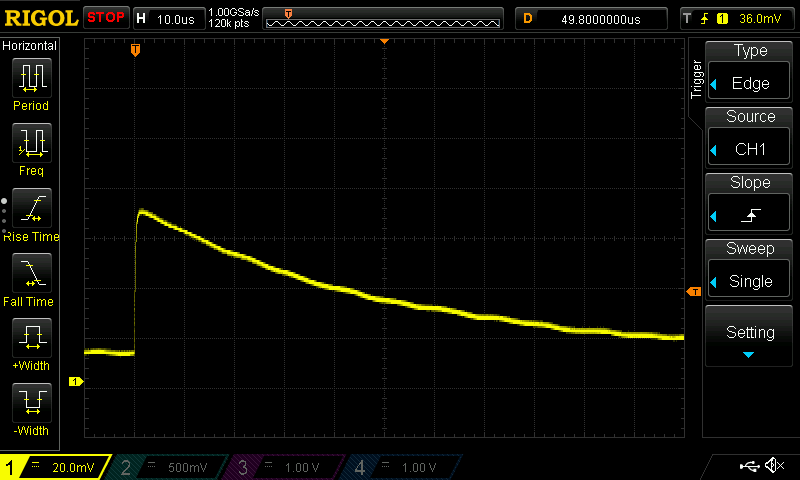 RIGOL STOP H 10.0us 1.00GSa/s
120k pts
T D 49.8000000us T 1 36.0mV
Horizontal
Period
Freq
Rise Time
Fall Time
+Width
-Width
T
1
T
Trigger
Type
Edge
Source
CH1
Slope
Sweep
Single
Setting
1 20.0mV 2 500mV 3 1.00 V 4 1.00 V